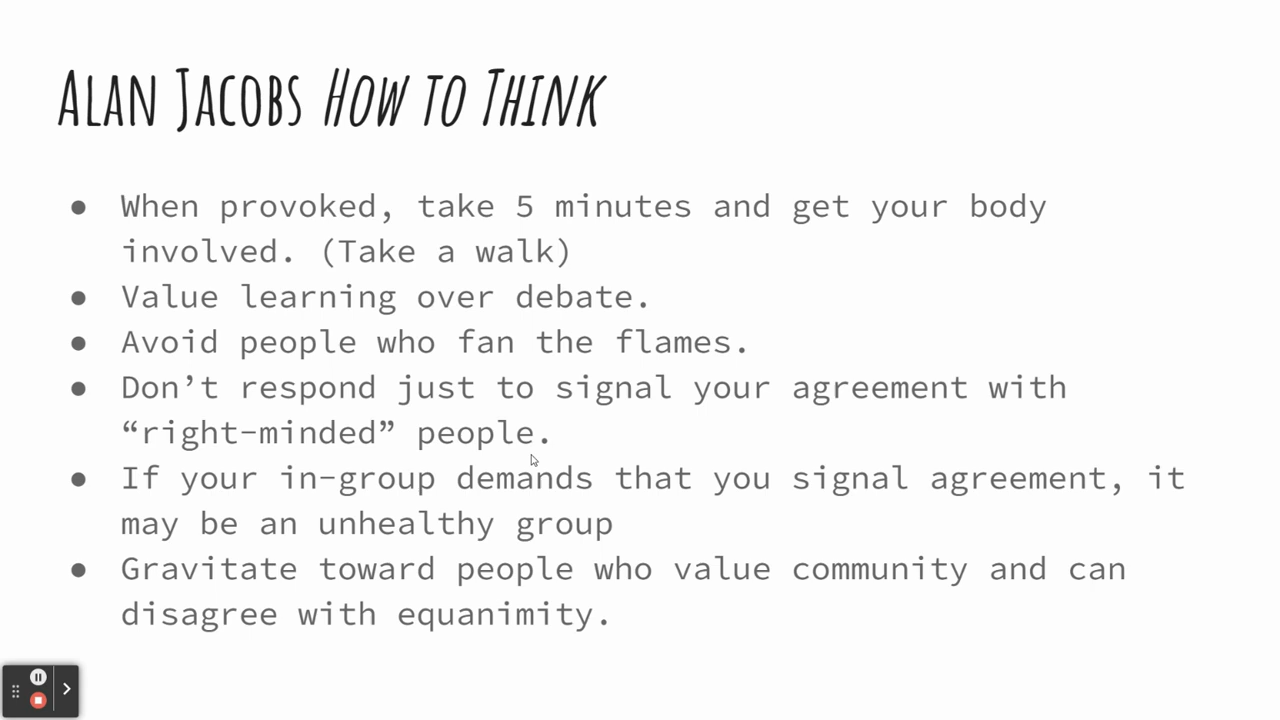 Alan Jacobs How to Think
● When provoked, take 5 minutes and get your body
involved. (Take a walk)
● Value learning over debate.
● Avoid people who fan the flames.
● Don’t respond just to signal your agreement with
“right-minded” people.
● If your in-group demands that you signal agreement, it
may be an unhealthy group
● Gravitate toward people who value community and can
disagree with equanimity.